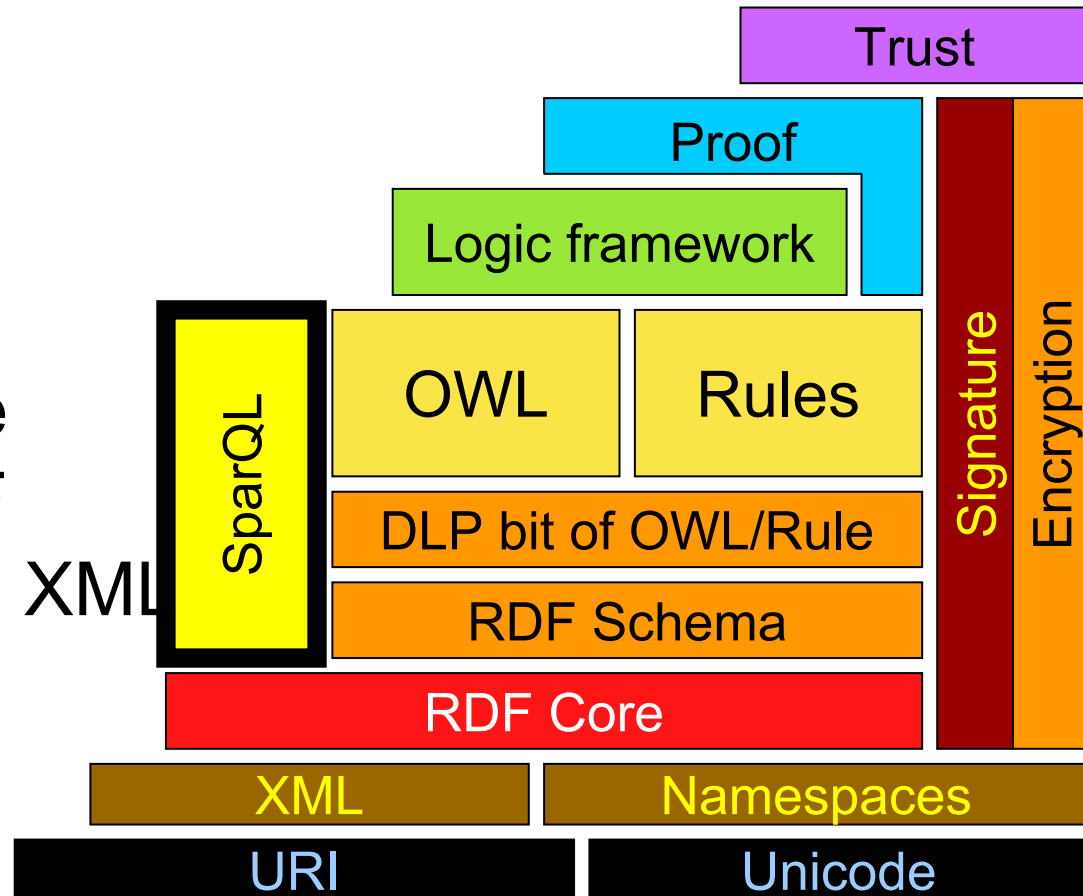 Trust
Proof
Logic framework
OWL
Rules
SparQL
Signature
Encryption
DLP bit of OWL/Rule
XML
RDF Schema
RDF Core
XML
Namespaces
URI
Unicode